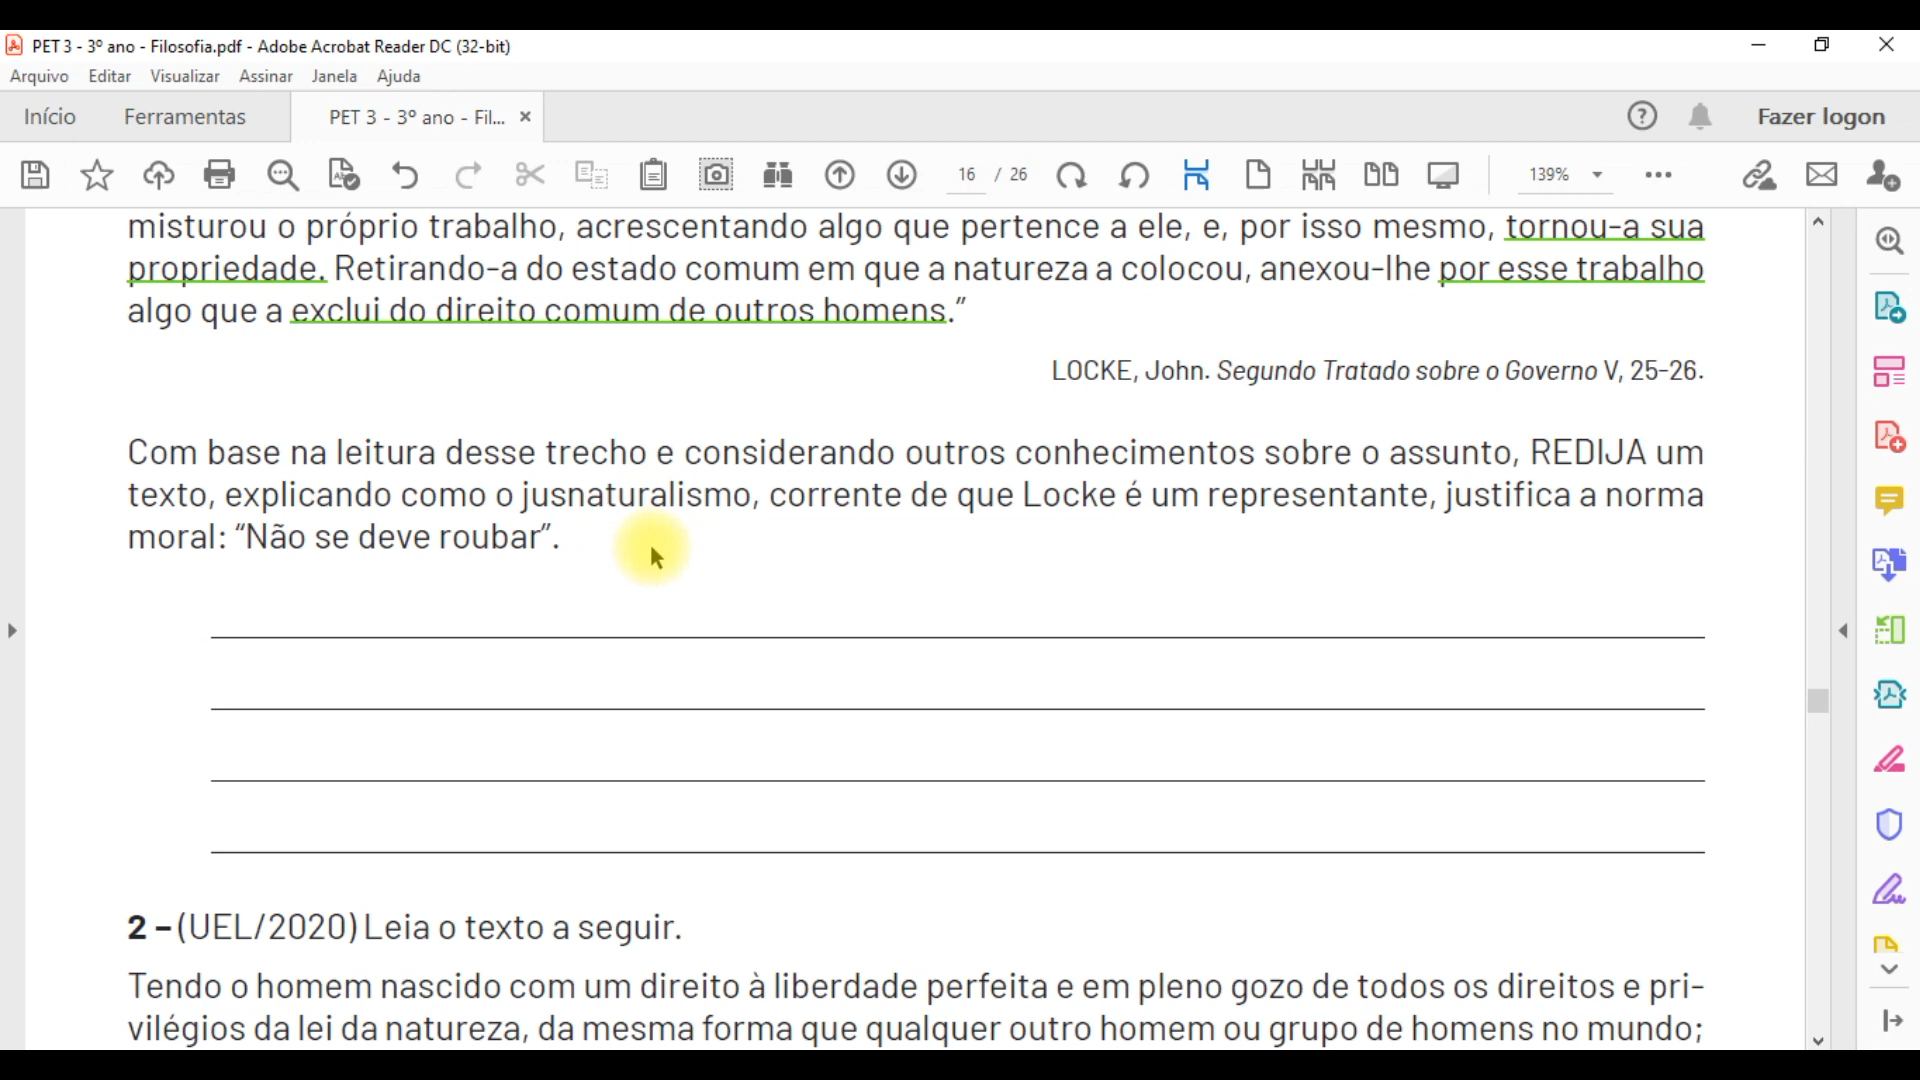 PET 3 - 3º ano - Filosofia.pdf - Adobe Acrobat Reader DC (32-bit)
Arquivo Editar Visualizar Assinar Janela Ajuda
Início Ferramentas PET 3 - 3º ano - Fil... × Fazer logon
16 / 26 139%
misturou o próprio trabalho, acrescentando algo que pertence a ele, e, por isso mesmo, tornou-a sua
propriedade. Retirando-a do estado comum em que a natureza a colocou, anexou-lhe por esse trabalho
algo que a exclui do direito comum de outros homens.”
LOCKE, John. Segundo Tratado sobre o Governo V, 25-26.
Com base na leitura desse trecho e considerando outros conhecimentos sobre o assunto, REDIJA um
texto, explicando como o jusnaturalismo, corrente de que Locke é um representante, justifica a norma
moral: “Não se deve roubar”.
2 – (UEL/2020) Leia o texto a seguir.
Tendo o homem nascido com um direito à liberdade perfeita e em pleno gozo de todos os direitos e pri-
vilégios da lei da natureza, da mesma forma que qualquer outro homem ou grupo de homens no mundo;